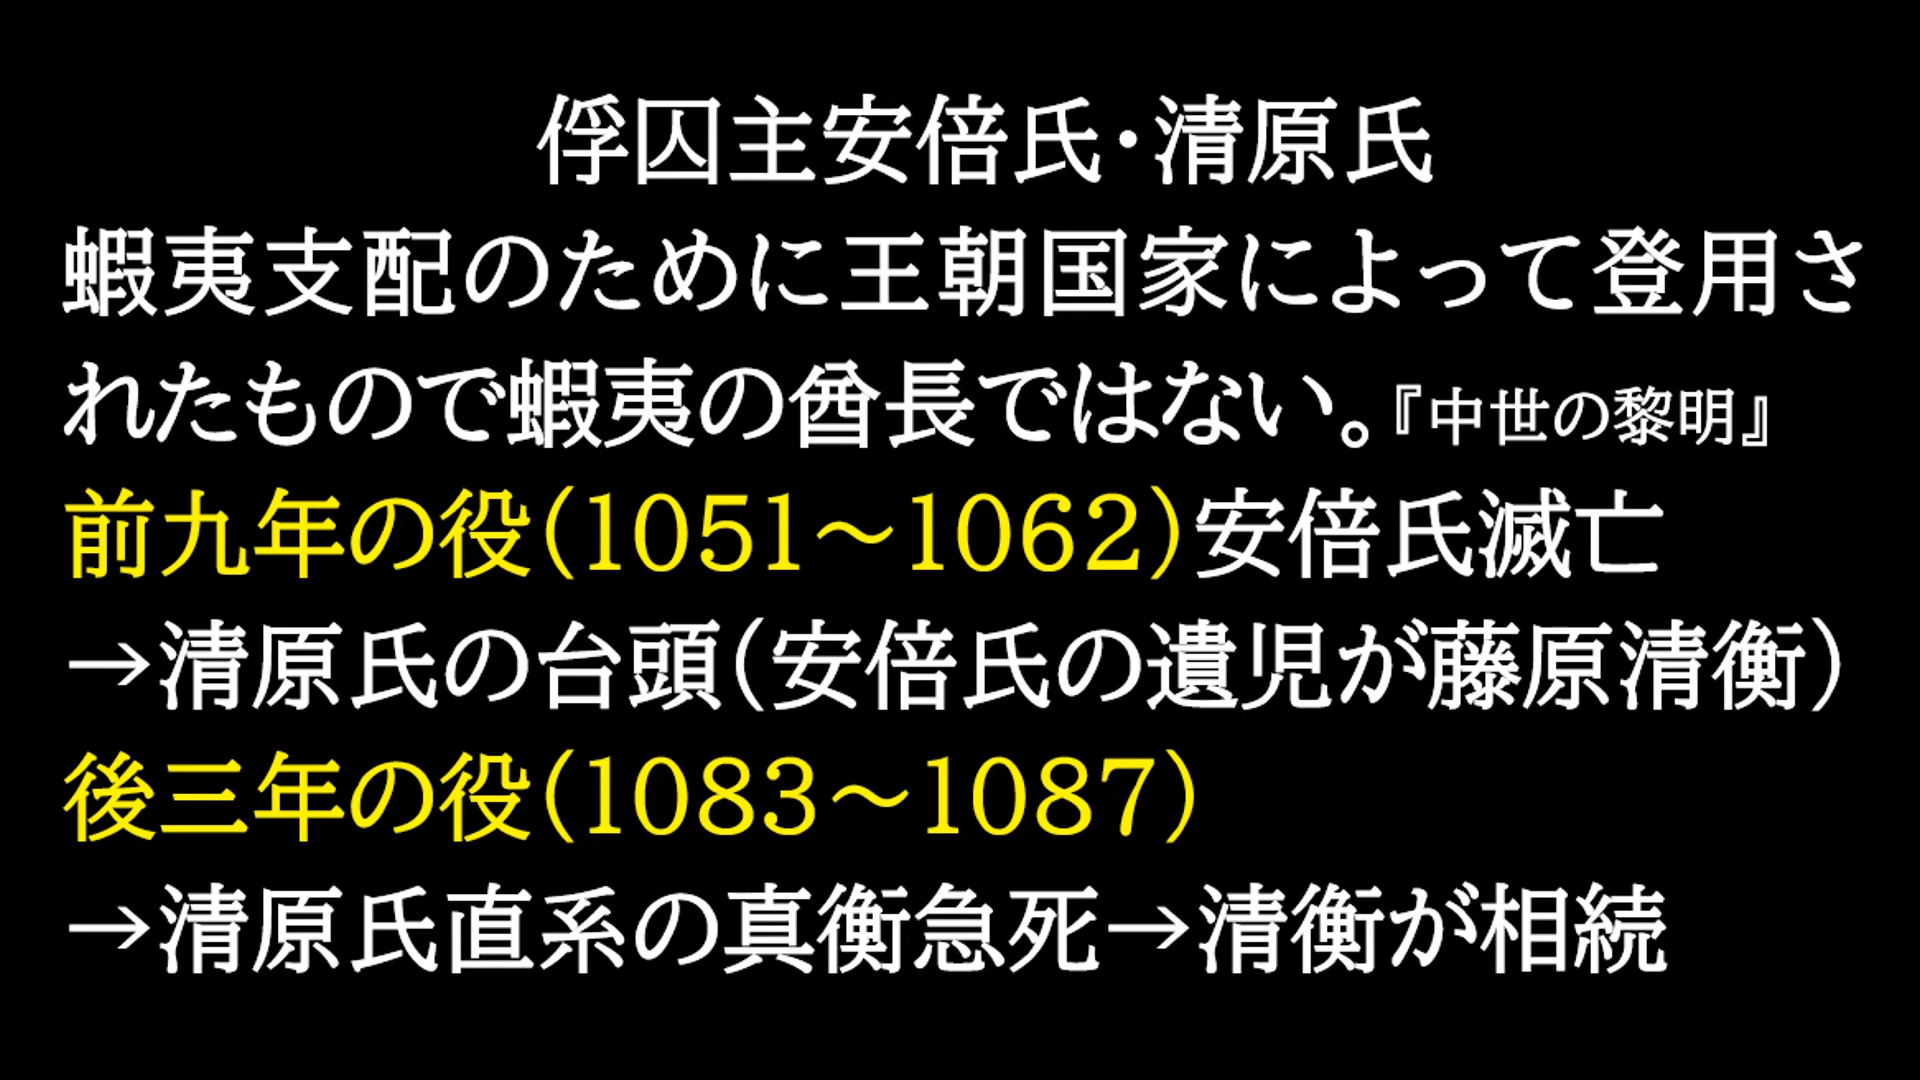 俘囚主安倍氏・清原氏
蝦夷支配のために王朝国家によって登用さ
れたもので蝦夷の酋長ではない。『中世の黎明』
前九年の役(1051～1062)安倍氏滅亡
→清原氏の台頭(安倍氏の遺児が藤原清衡)
後三年の役(1083～1087)
→清原氏直系の真衡急死→清衡が相続